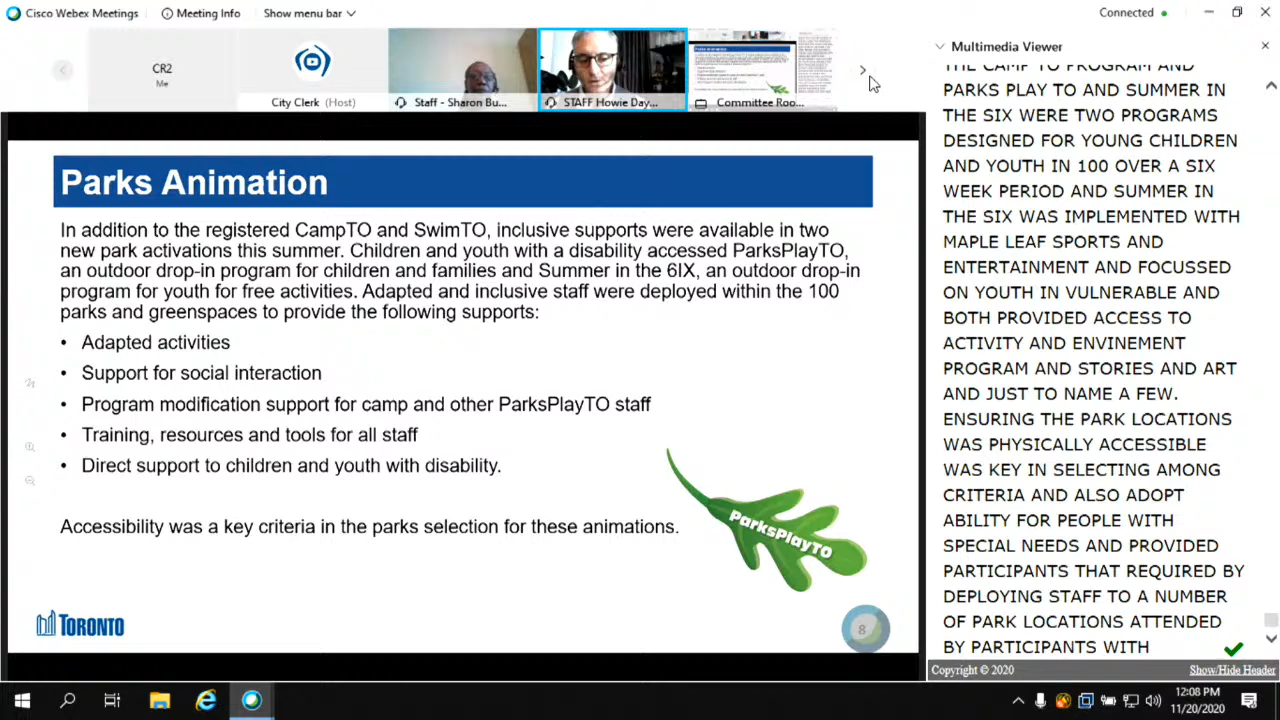 Cisco Webex Meetings
Meeting Info
Show menu bar
Connected
CR2
Me
City Clerk (Host)
Staff - Sharon Bu...
STAFF Howie Day...
Committee Roo...
Parks Animation
In addition to the registered CampTO and SwimTO, inclusive supports were available in two
new park activations this summer. Children and youth with a disability accessed ParksPlayTO,
an outdoor drop-in program for children and families and Summer in the 6IX, an outdoor drop-in
program for youth for free activities. Adapted and inclusive staff were deployed within the 100
parks and greenspaces to provide the following supports:
• Adapted activities
• Support for social interaction
• Program modification support for camp and other ParksPlayTO staff
• Training, resources and tools for all staff
• Direct support to children and youth with disability.
Accessibility was a key criteria in the parks selection for these animations.
ParksPlayTO
TORONTO
8
Multimedia Viewer
THE CAMP TO PROGRAMS AND
PARKS PLAY TO AND SUMMER IN
THE SIX WERE TWO PROGRAMS
DESIGNED FOR YOUNG CHILDREN
AND YOUTH IN 100 OVER A SIX
WEEK PERIOD AND SUMMER IN
THE SIX WAS IMPLEMENTED WITH
MAPLE LEAF SPORTS AND
ENTERTAINMENT AND FOCUSSED
ON YOUTH IN VULNERABLE AND
BOTH PROVIDED ACCESS TO
ACTIVITY AND ENVINEMENT
PROGRAM AND STORIES AND ART
AND JUST TO NAME A FEW.
ENSURING THE PARK LOCATIONS
WAS PHYSICALLY ACCESSIBLE
WAS KEY IN SELECTING AMONG
CRITERIA AND ALSO ADOPT
ABILITY FOR PEOPLE WITH
SPECIAL NEEDS AND PROVIDED
PARTICIPANTS THAT REQUIRED BY
DEPLOYING STAFF TO A NUMBER
OF PARK LOCATIONS ATTENDED
BY PARTICIPANTS WITH
Copyright © 2020
Show/Hide Header
12:08 PM
11/20/2020